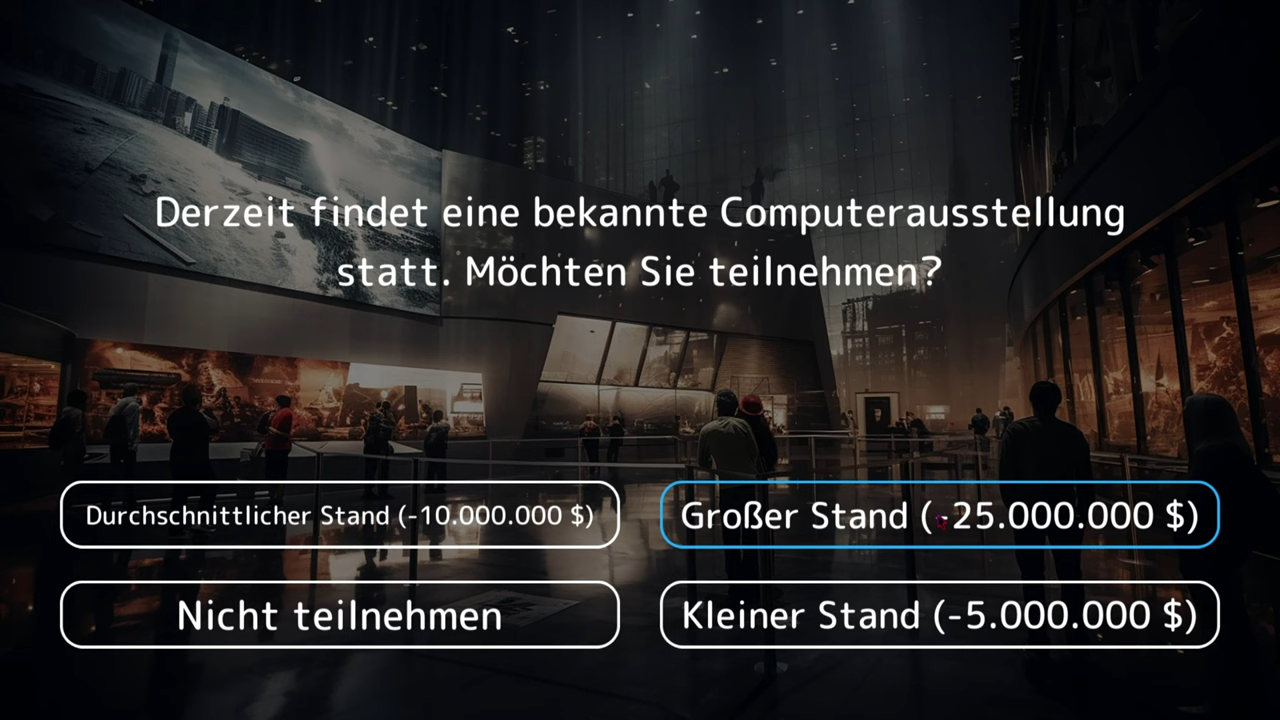 Derzeit findet eine bekannte Computerausstellung
statt. Möchten Sie teilnehmen?
Durchschnittlicher Stand (-10.000.000 $)
Großer Stand (-25.000.000 $)
Nicht teilnehmen
Kleiner Stand (-5.000.000 $)